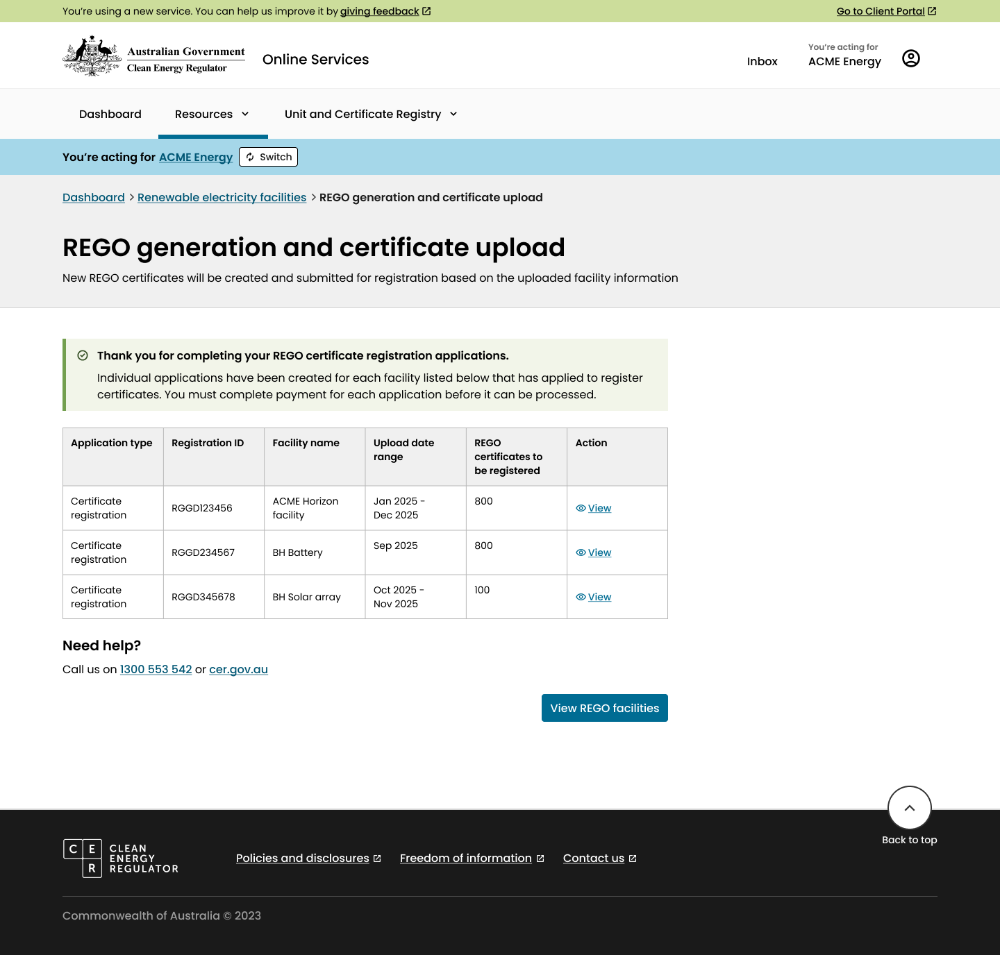 You're using a new service. You can help us improve it by giving feedback
Go to Client Portal
Australian Government
Clean Energy Regulator
Online Services
Inbox
You're acting for
ACME Energy
Dashboard
Resources
Unit and Certificate Registry
You're acting for ACME Energy
Switch
Dashboard > Renewable electricity facilities > REGO generation and certificate upload
REGO generation and certificate upload
New REGO certificates will be created and submitted for registration based on the uploaded facility information
Thank you for completing your REGO certificate registration applications.
Individual applications have been created for each facility listed below that has applied to register
certificates. You must complete payment for each application before it can be processed.
Application type
Registration ID
Facility name
Upload date
range
REGO
certificates to
be registered
Action
Certificate
registration
RGGD123456
ACME Horizon
facility
Jan 2025 -
Dec 2025
800
View
Certificate
registration
RGGD234567
BH Battery
Sep 2025
800
View
Certificate
registration
RGGD345678
BH Solar array
Oct 2025 -
Nov 2025
100
View
Need help?
Call us on 1300 553 542 or cer.gov.au
View REGO facilities
Back to top
C E R
CLEAN
ENERGY
REGULATOR
Policies and disclosures
Freedom of information
Contact us
Commonwealth of Australia © 2023